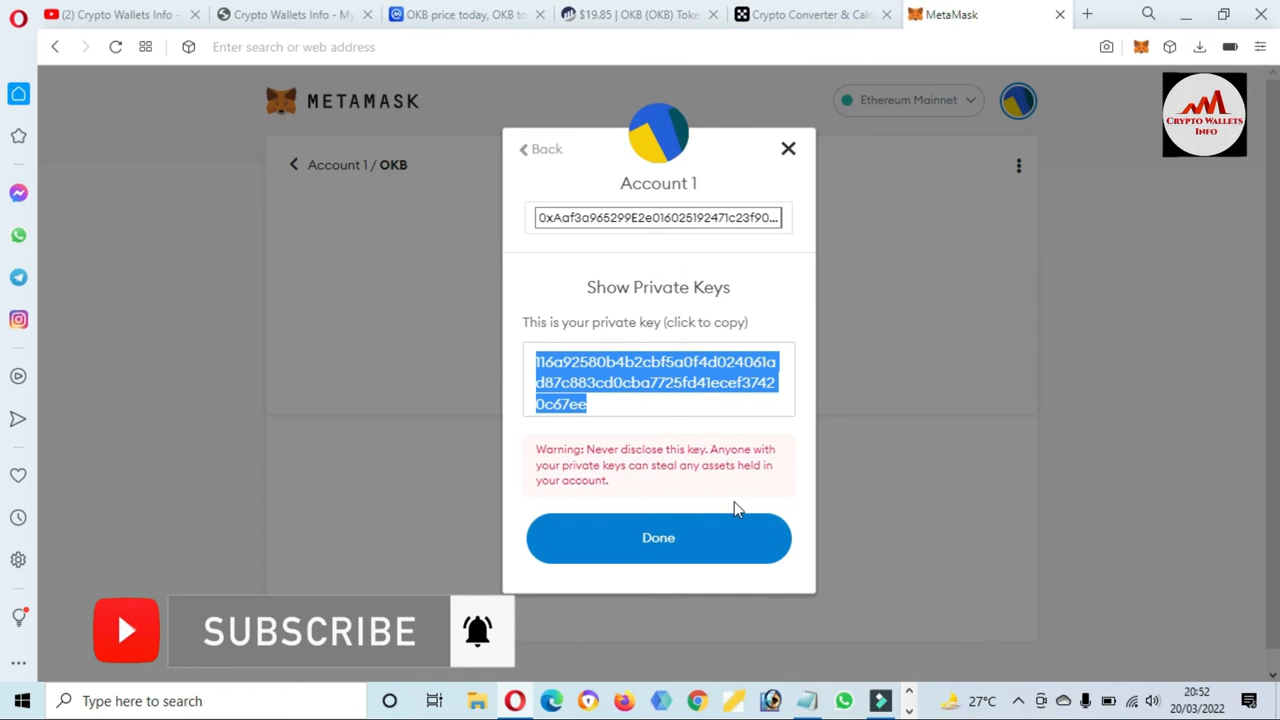 (2) Crypto Wallets Info -
Crypto Wallets Info - My
OKB price today, OKB to
$19.85 | OKB (OKB) Toke
Crypto Converter & Calc
MetaMask
Enter search or web address
METAMASK
Ethereum Mainnet
CRYPTO WALLETS
INFO
Back
Account 1 / OKB
Account 1
0xAaf3a965299E2e016025192471c23f90...
Show Private Keys
This is your private key (click to copy)
116a92580b4b2cbf5a0f4d024061a
d87c883cd0cba7725fd41ecef3742
0c67ee
Warning: Never disclose this key. Anyone with
your private keys can steal any assets held in
your account.
Done
SUBSCRIBE
Type here to search
27°C
20:52
20/03/2022